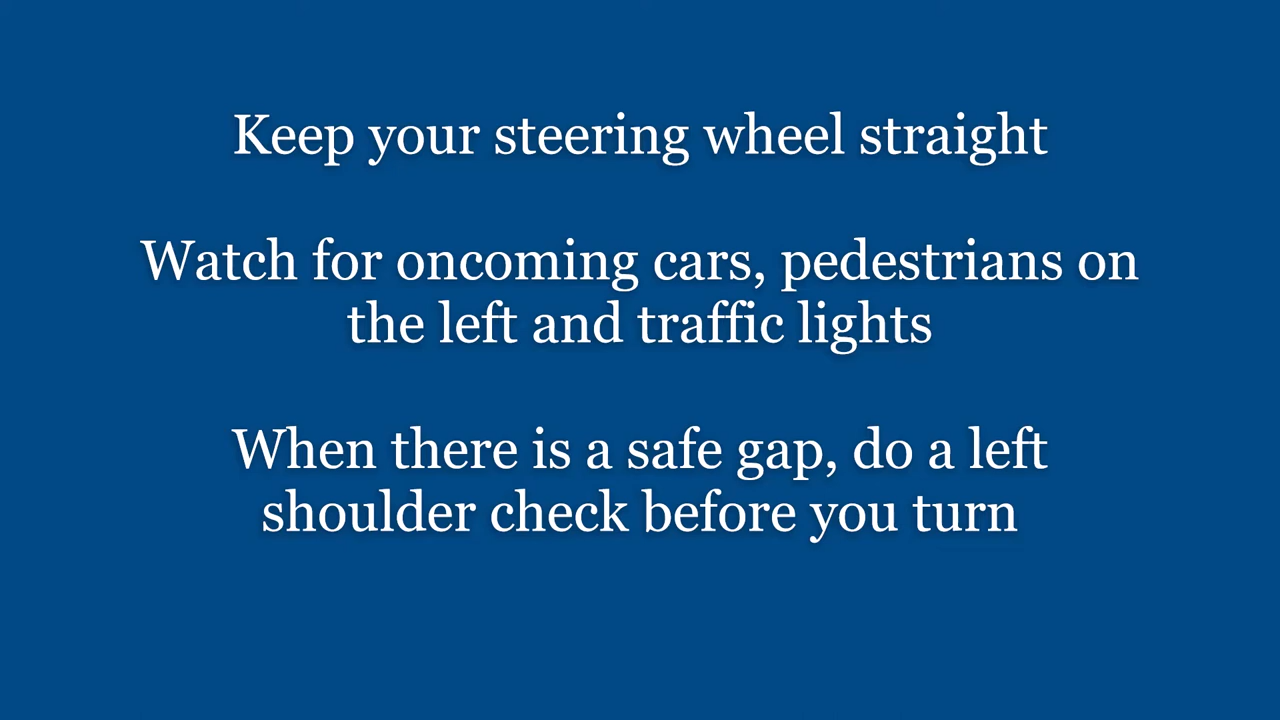 Keep your steering wheel straight
Watch for oncoming cars, pedestrians on
the left and traffic lights
When there is a safe gap, do a left
shoulder check before you turn